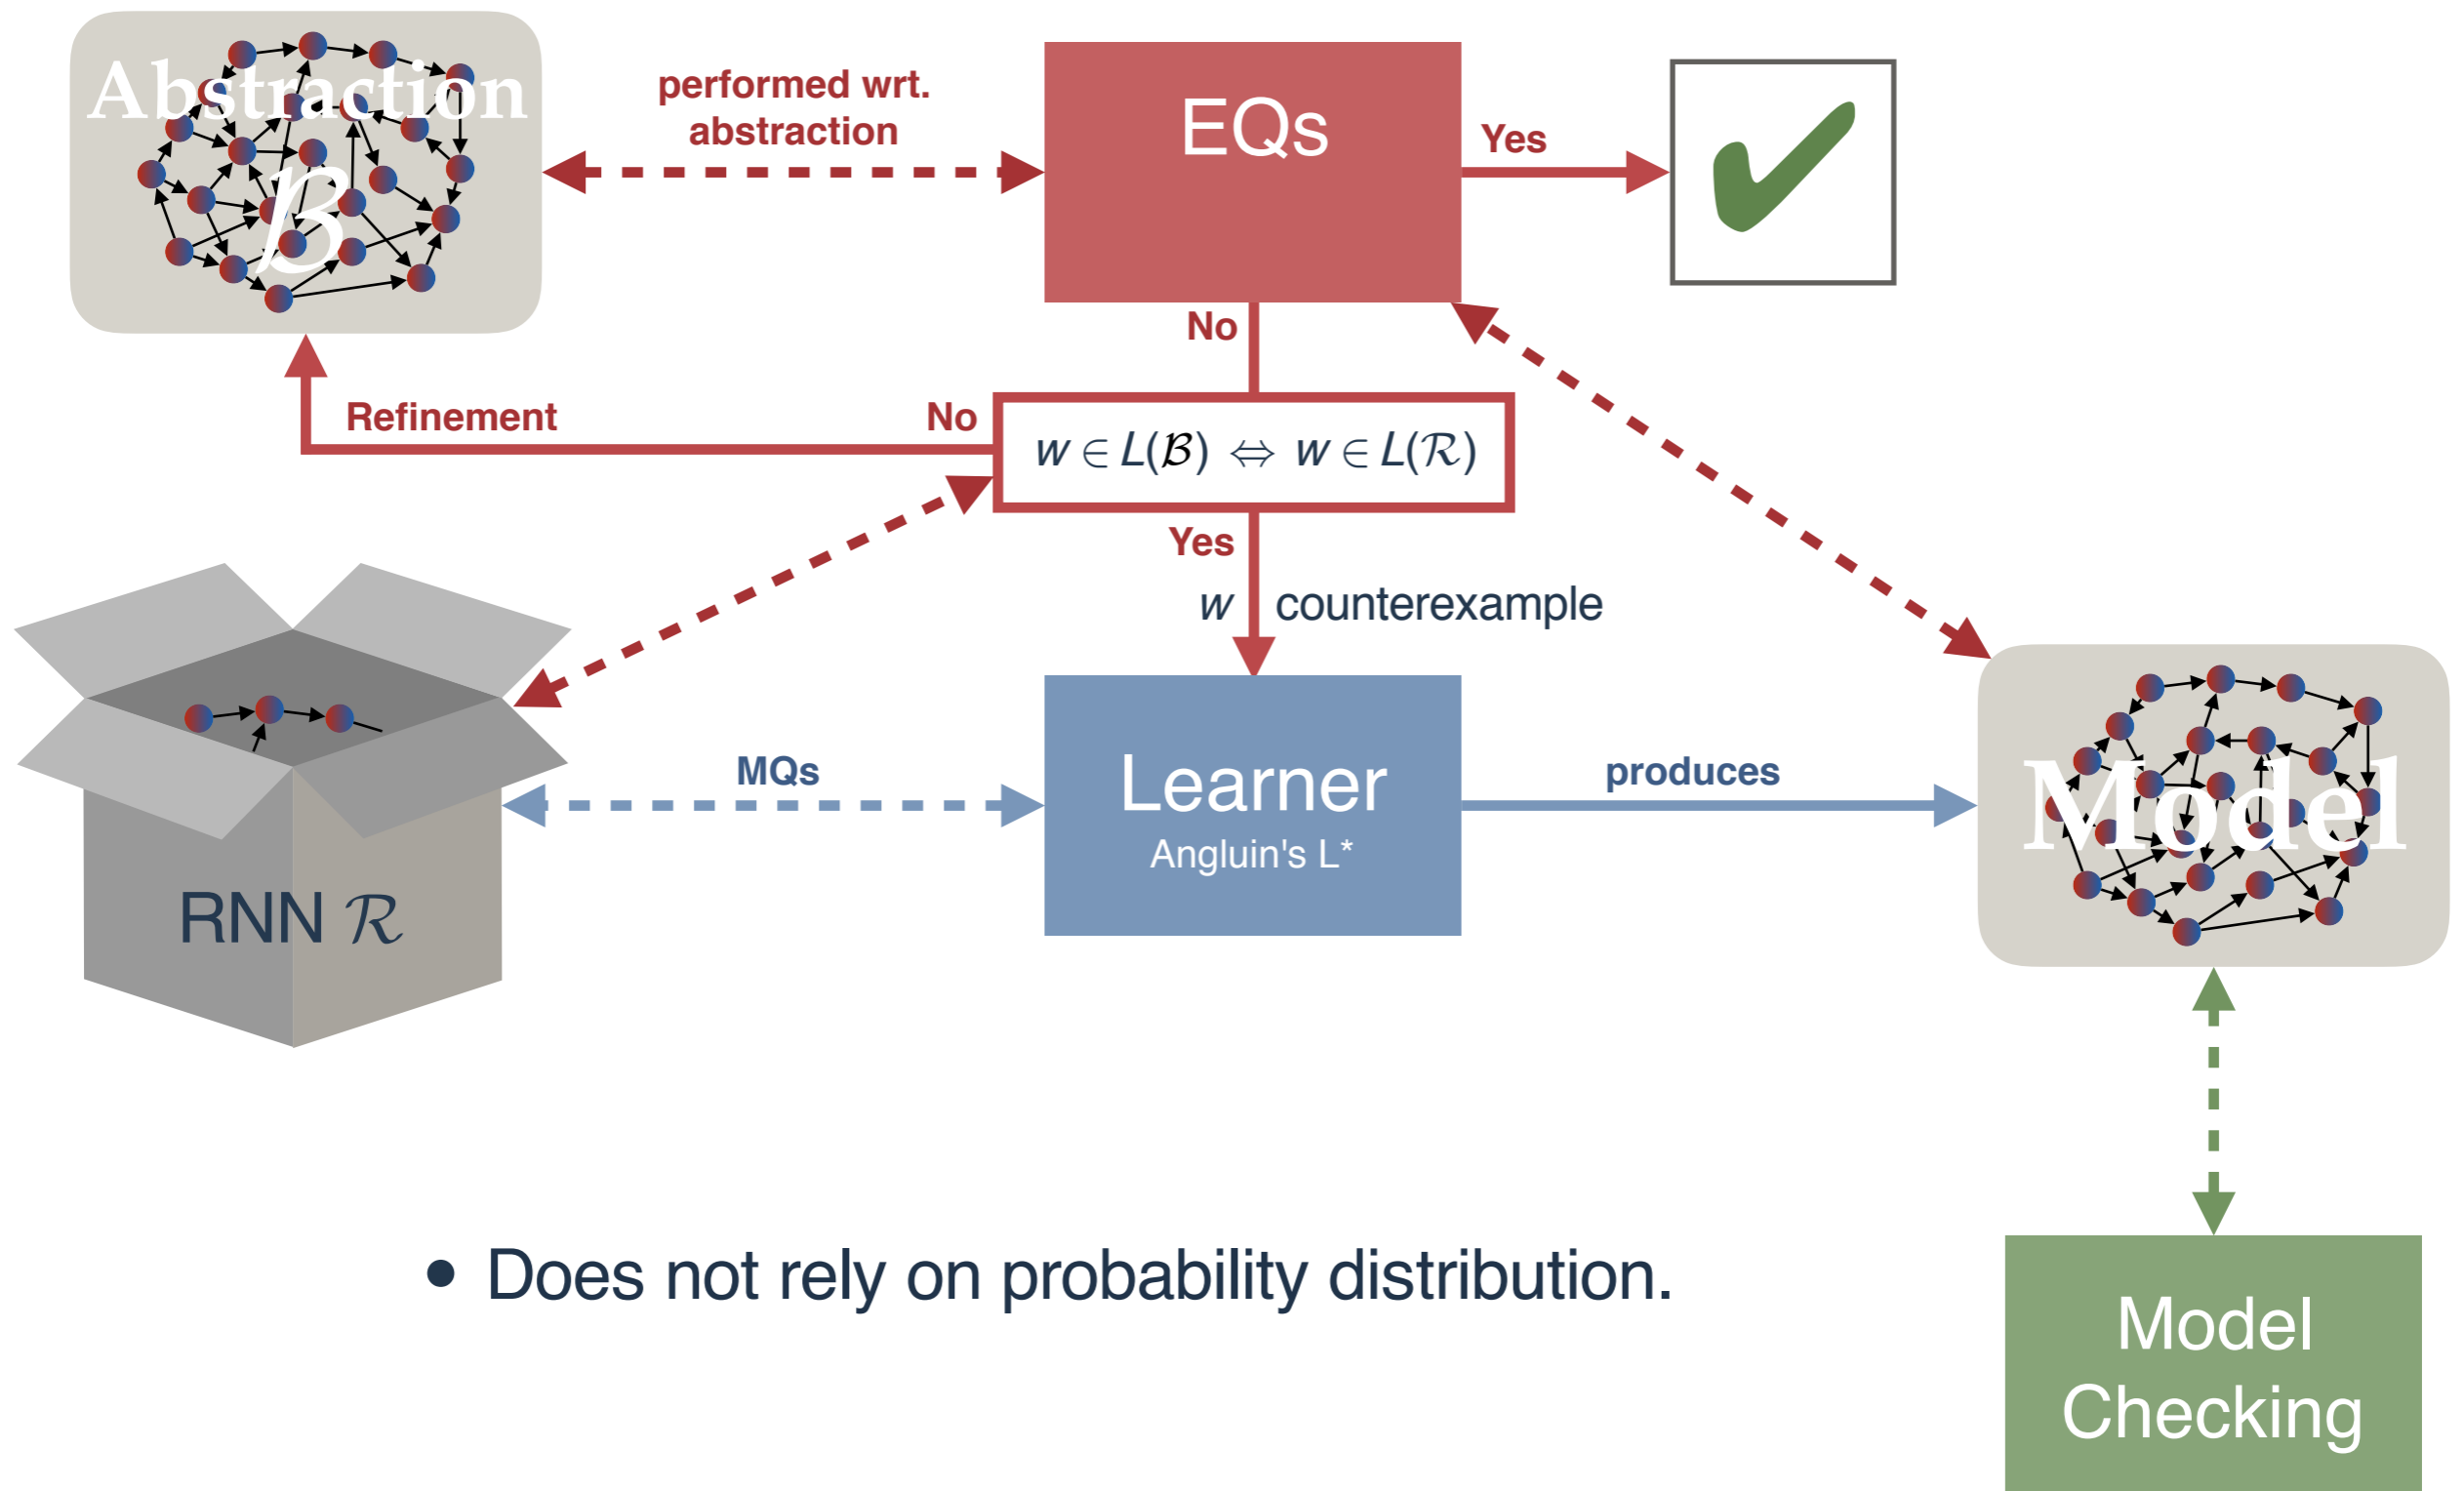 Abstraction
ℬ
performed wrt.
abstraction
EQs
Yes
No
Refinement
No
w ∈ L(ℬ) ⇔ w ∈ L(ℛ)
Yes
w counterexample
RNN ℛ
MQs
Learner
Angluin's L*
produces
Model
• Does not rely on probability distribution.
Model
Checking